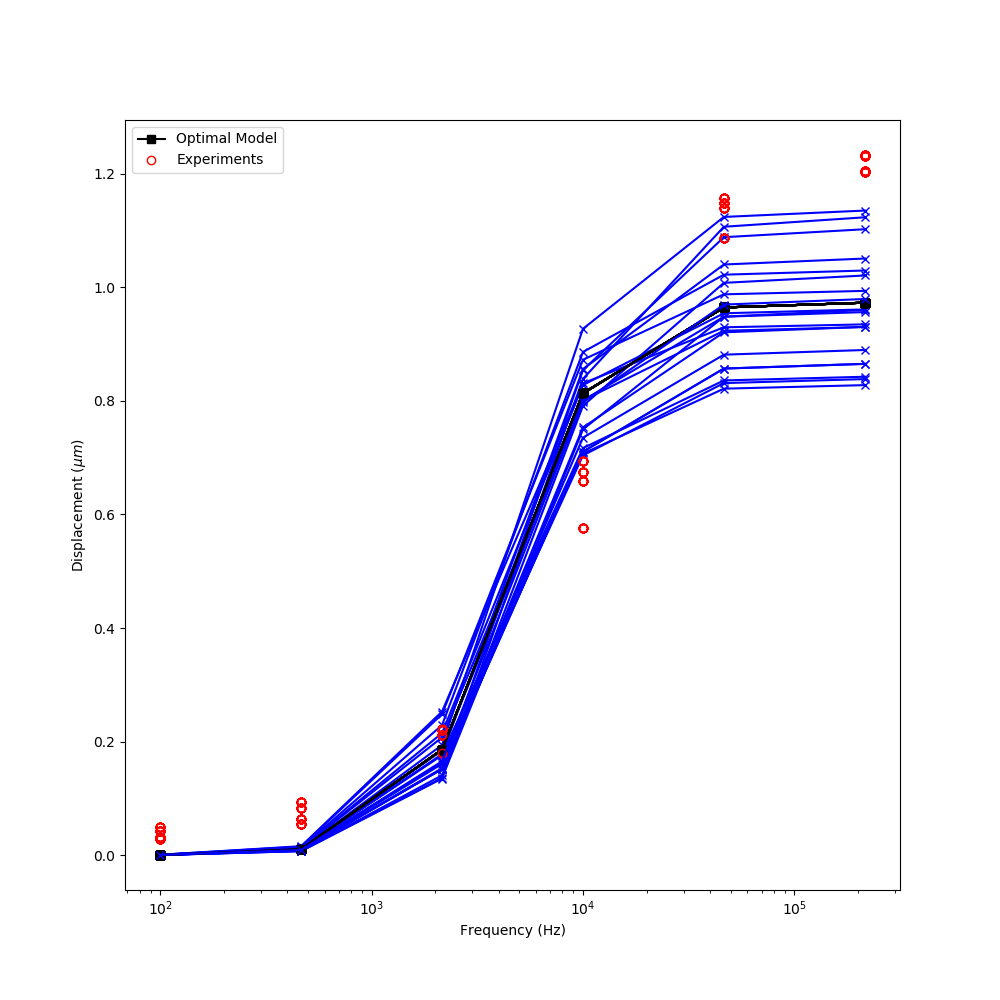 Optimal Model
Experiments
Displacement (μm)
1.2
1.0
0.8
0.6
0.4
0.2
0.0
10² 10³ 10⁴ 10⁵
Frequency (Hz)